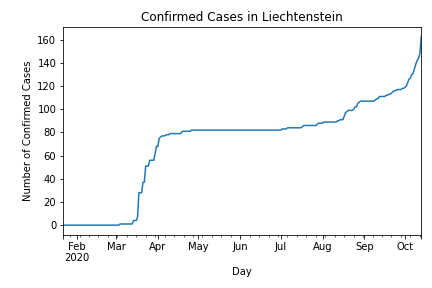 Confirmed Cases in Liechtenstein
Number of Confirmed Cases
160
140
120
100
80
60
40
20
0
Feb Mar Apr May Jun Jul Aug Sep Oct
2020
Day